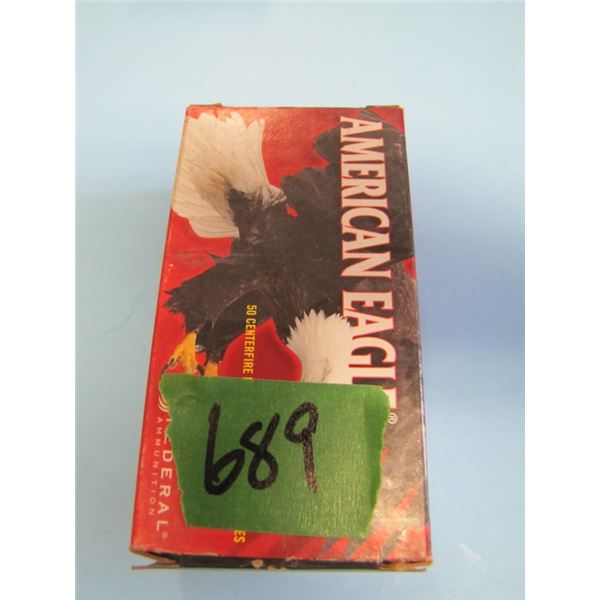 AMERICAN EAGLE®
50 CENTERFIRE
FEDERAL®
AMMUNITION
689